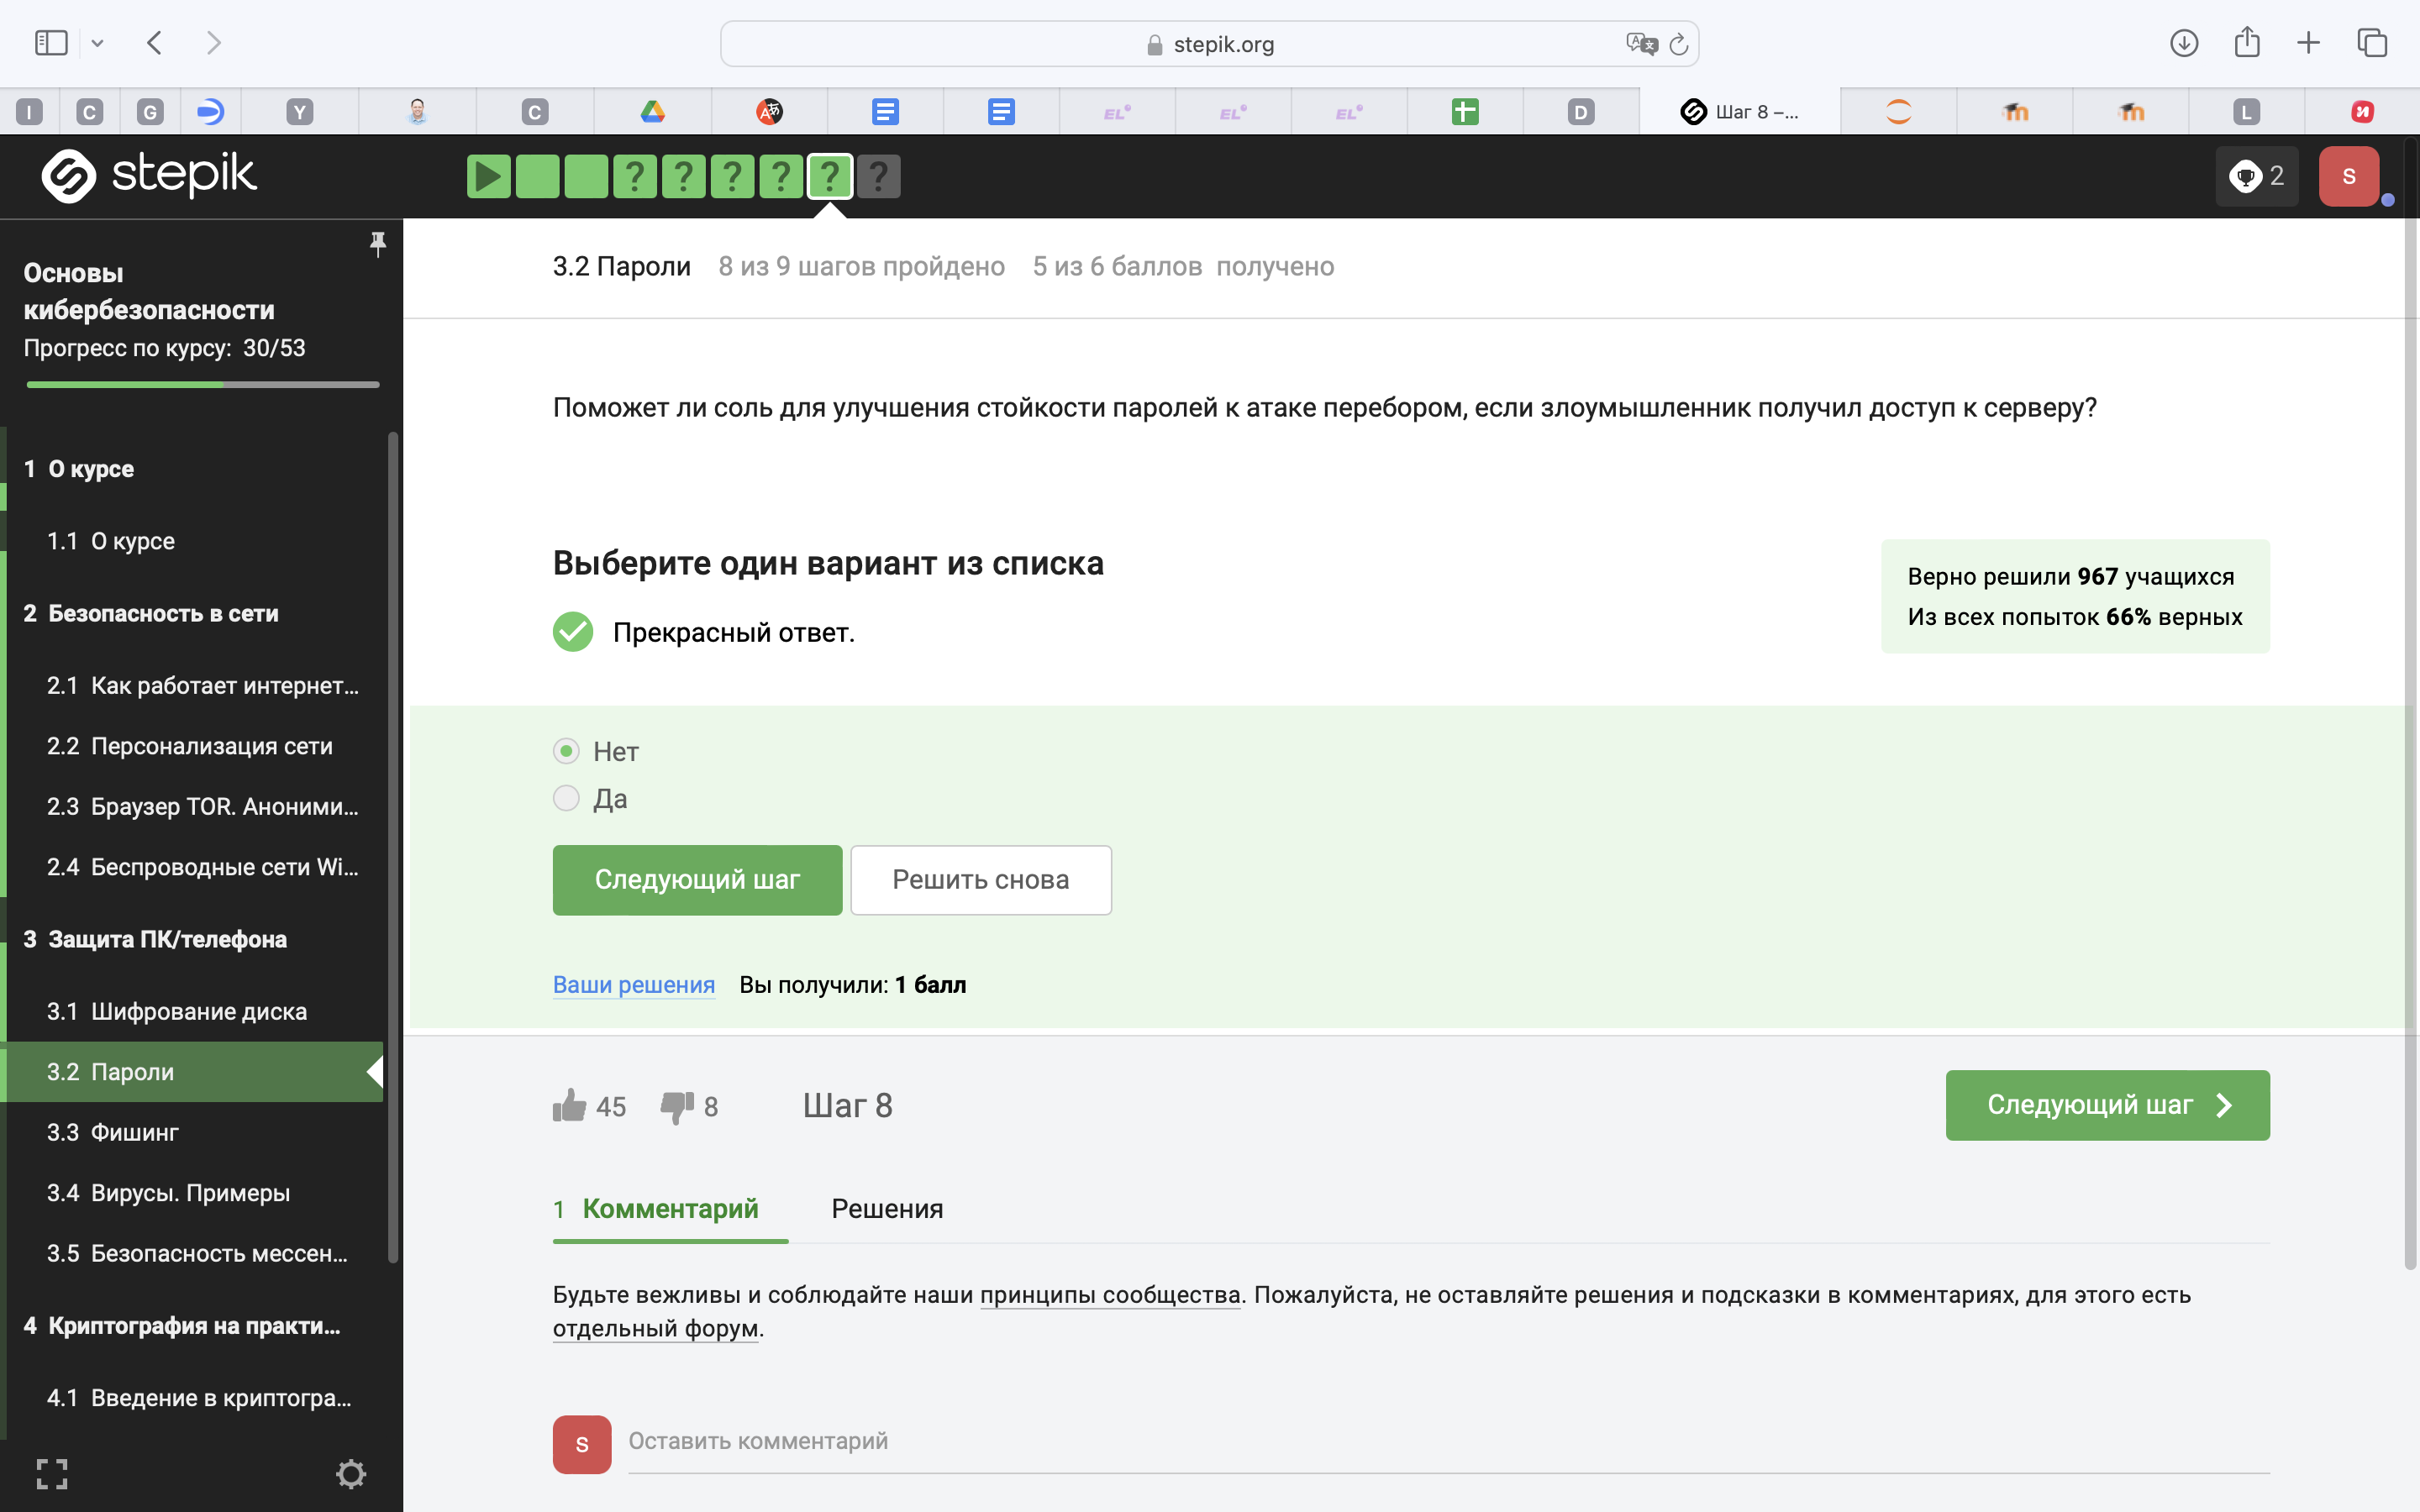 stepik.org
I
C
G
Y
C
EL
EL
EL
D
Шаг 8 –...
L
stepik
2
S
Основы
кибербезопасности
Прогресс по курсу: 30/53
1 О курсе
1.1 О курсе
2 Безопасность в сети
2.1 Как работает интернет...
2.2 Персонализация сети
2.3 Браузер TOR. Аноними...
2.4 Беспроводные сети Wi...
3 Защита ПК/телефона
3.1 Шифрование диска
3.2 Пароли
3.3 Фишинг
3.4 Вирусы. Примеры
3.5 Безопасность мессен...
4 Криптография на практи...
4.1 Введение в криптогра...
3.2 Пароли 8 из 9 шагов пройдено 5 из 6 баллов получено
Поможет ли соль для улучшения стойкости паролей к атаке перебором, если злоумышленник получил доступ к серверу?
Выберите один вариант из списка
Прекрасный ответ.
Верно решили 967 учащихся
Из всех попыток 66% верных
Нет
Да
Следующий шаг
Решить снова
Ваши решения Вы получили: 1 балл
45 8 Шаг 8
Следующий шаг
1 Комментарий Решения
Будьте вежливы и соблюдайте наши принципы сообщества. Пожалуйста, не оставляйте решения и подсказки в комментариях, для этого есть
отдельный форум.
S
Оставить комментарий